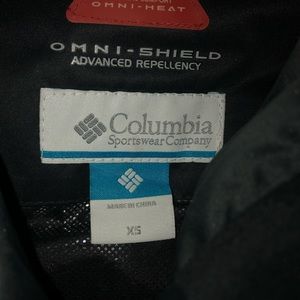 OMNI-HEAT
OMNI-SHIELD
ADVANCED REPELLENCY
Columbia
Sportswear Company
MADE IN CHINA
XS